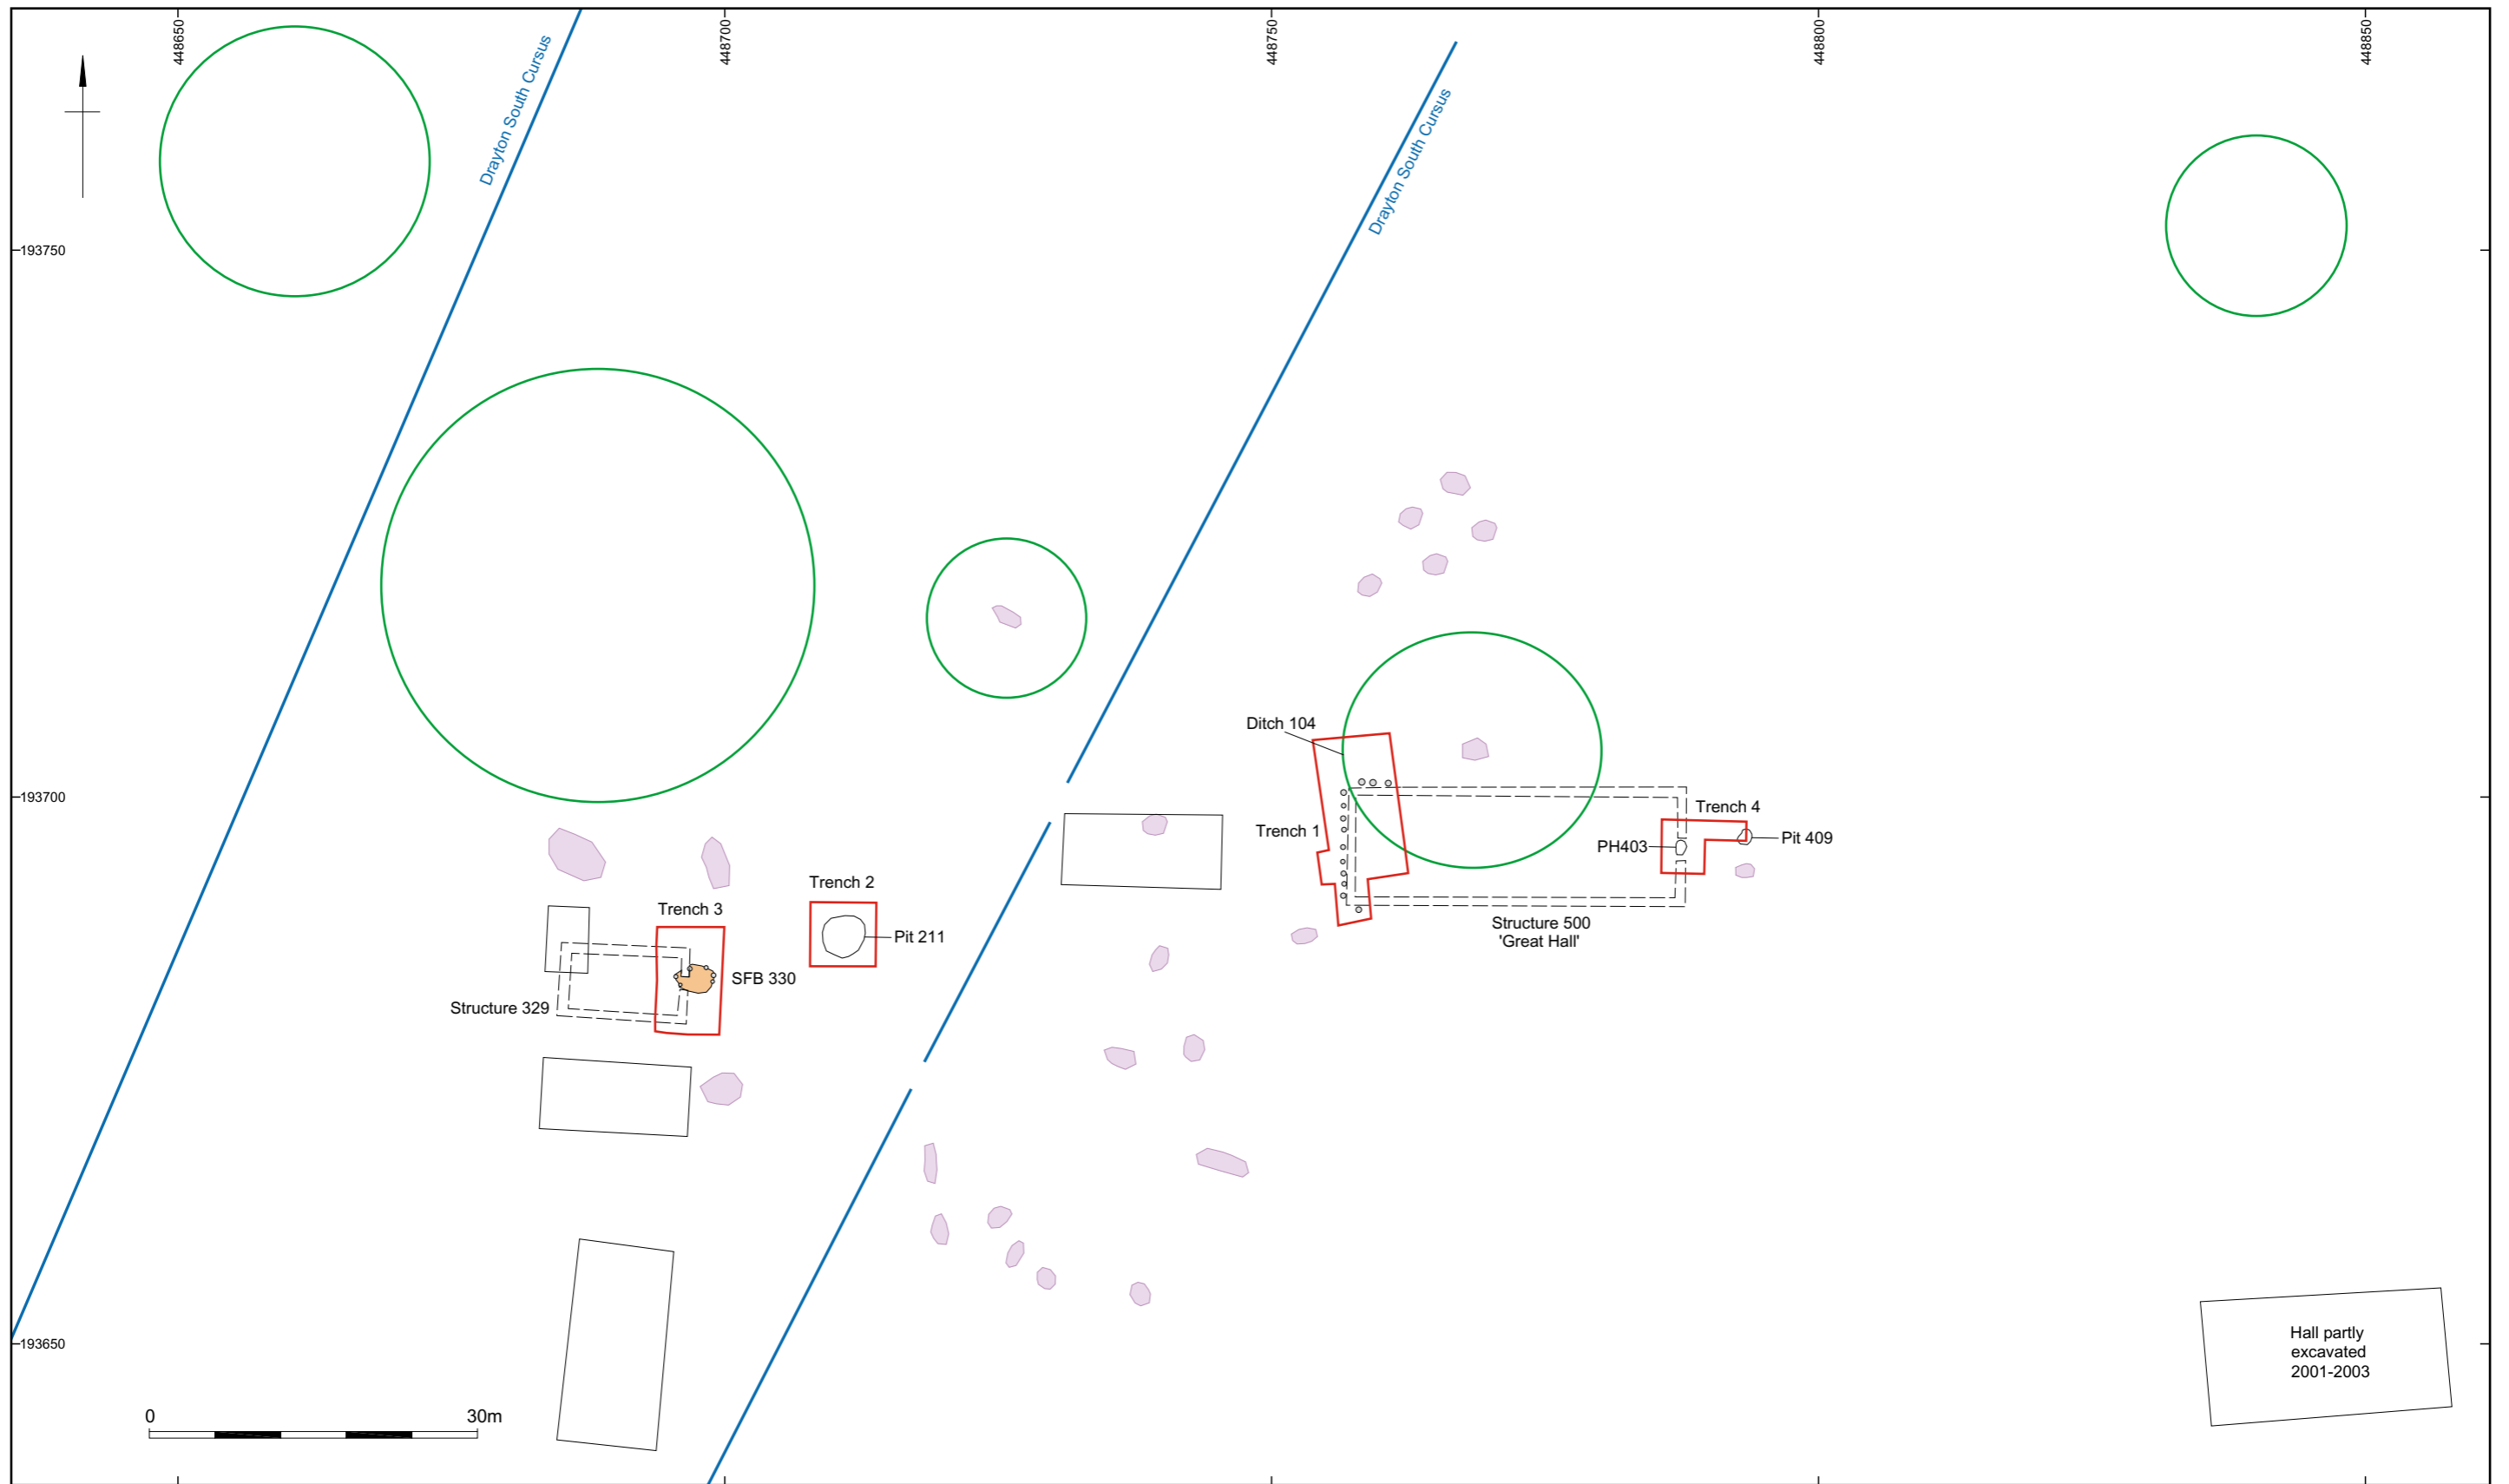 448650
448700
448750
448800
448850
Drayton South Cursus
Drayton South Cursus
193750
193700
193650
Ditch 104
Trench 1
Trench 4
PH403
Pit 409
Trench 2
Trench 3
Pit 211
Structure 500
'Great Hall'
SFB 330
Structure 329
Hall partly
excavated
2001-2003
0 30m